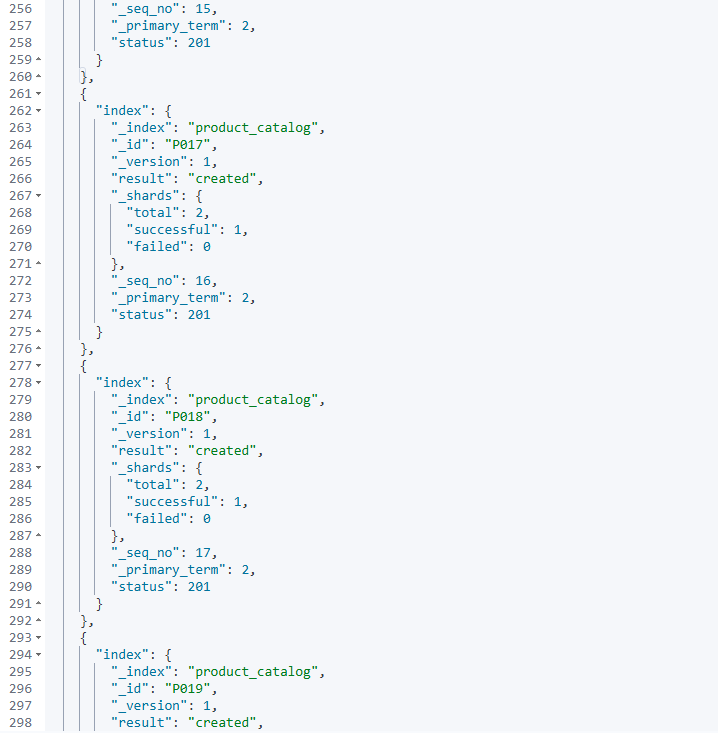 256 "_seq_no": 15,
257 "_primary_term": 2,
258 "status": 201
259 }
260 },
261 {
262 "index": {
263 "_index": "product_catalog",
264 "_id": "P017",
265 "_version": 1,
266 "result": "created",
267 "_shards": {
268 "total": 2,
269 "successful": 1,
270 "failed": 0
271 },
272 "_seq_no": 16,
273 "_primary_term": 2,
274 "status": 201
275 }
276 },
277 {
278 "index": {
279 "_index": "product_catalog",
280 "_id": "P018",
281 "_version": 1,
282 "result": "created",
283 "_shards": {
284 "total": 2,
285 "successful": 1,
286 "failed": 0
287 },
288 "_seq_no": 17,
289 "_primary_term": 2,
290 "status": 201
291 }
292 },
293 {
294 "index": {
295 "_index": "product_catalog",
296 "_id": "P019",
297 "_version": 1,
298 "result": "created",